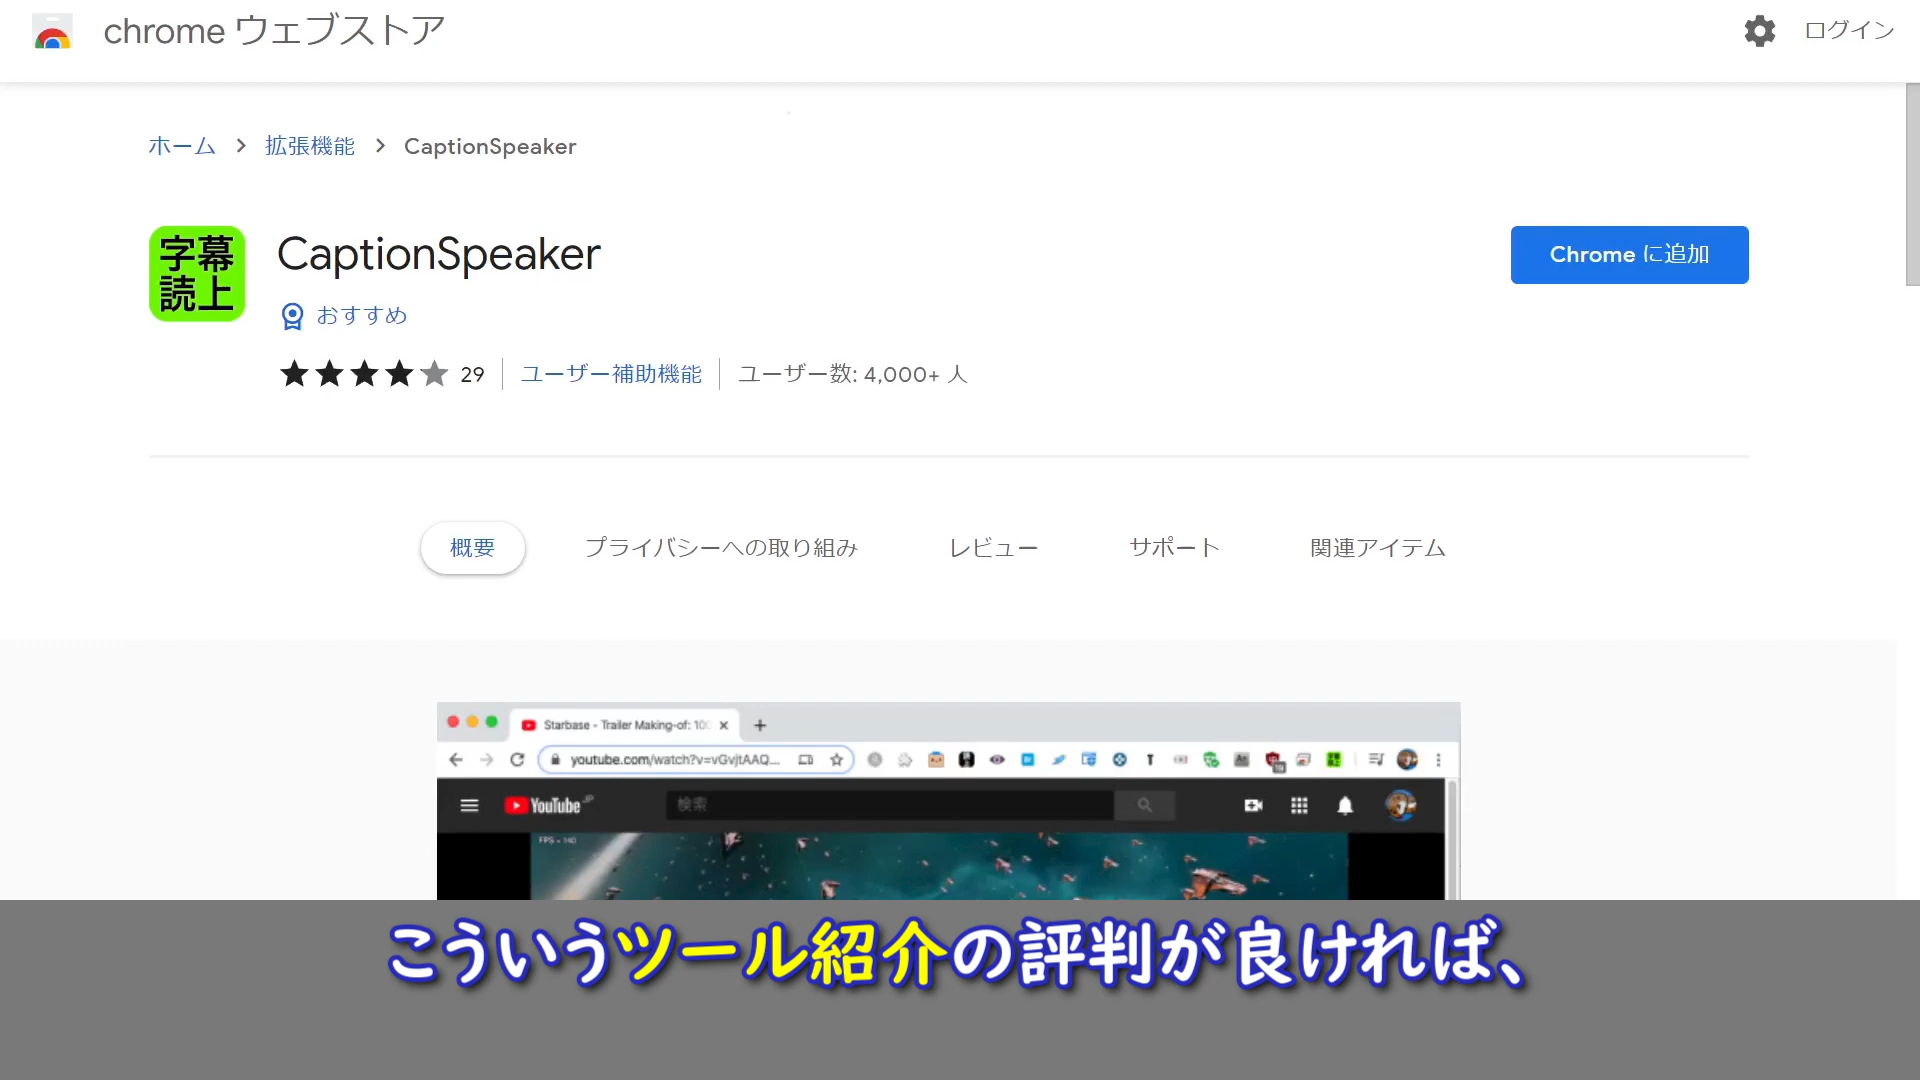 chrome ウェブストア
ログイン
ホーム > 拡張機能 > CaptionSpeaker
字幕
読上
CaptionSpeaker
Chrome に追加
おすすめ
29 ユーザー補助機能 ユーザー数: 4,000+ 人
概要 プライバシーへの取り組み レビュー サポート 関連アイテム
Starbase - Trailer Making-of: 10
youtube.com/watch?v=vGvjtAAQ...
YouTube JP
検索
FPS = 140
こういうツール紹介の評判が良ければ、